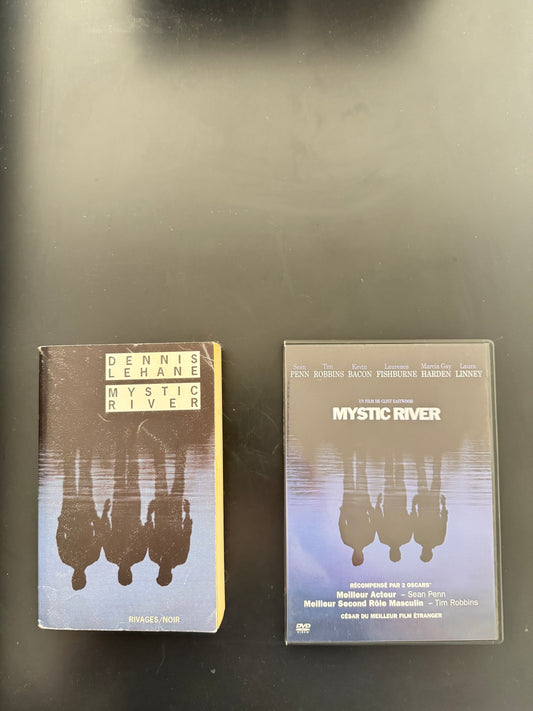 DENNIS
LEHANE
MYSTIC
RIVER
RIVAGES/NOIR
Sean Tim Kevin Laurence Marcia Gay Laura
PENN ROBBINS BACON FISHBURNE HARDEN LINNEY
UN FILM DE CLINT EASTWOOD
MYSTIC RIVER
RÉCOMPENSÉ PAR 2 OSCARS™
Meilleur Acteur – Sean Penn
Meilleur Second Rôle Masculin – Tim Robbins
CÉSAR DU MEILLEUR FILM ÉTRANGER
DVD
VIDEO